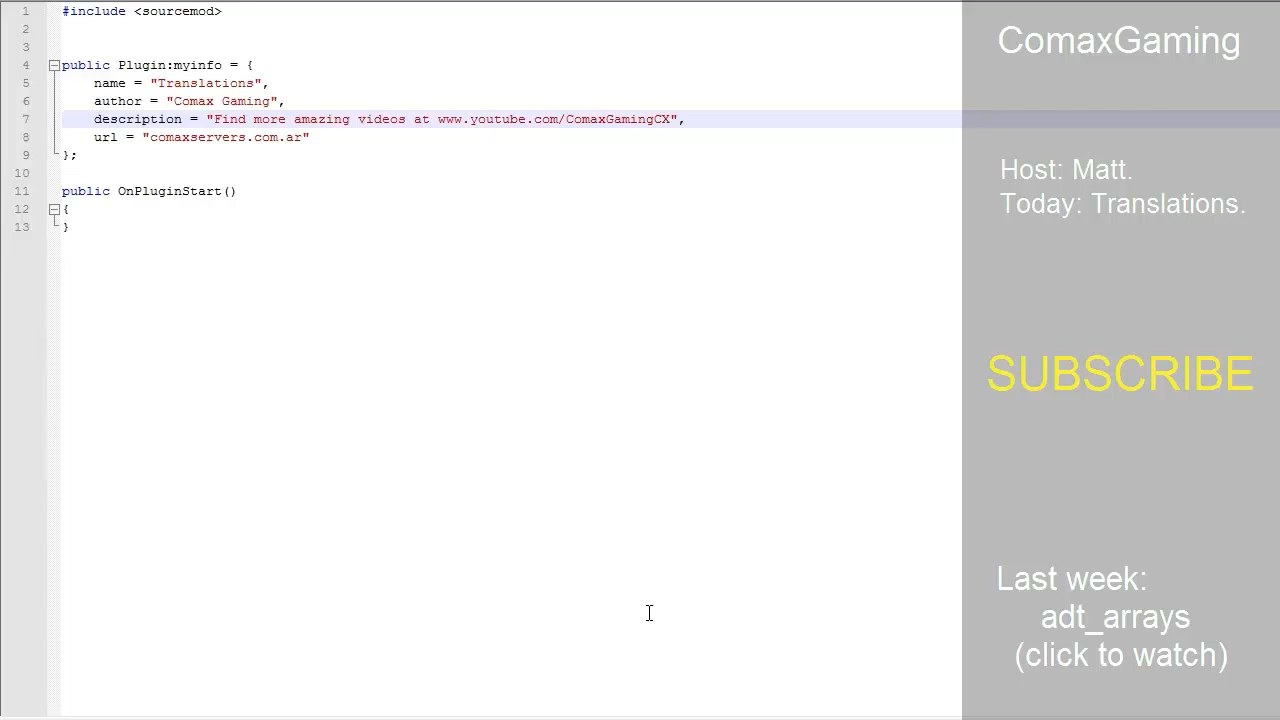 1 #include <sourcemod>
2
3
4 public Plugin:myinfo = {
5 name = "Translations",
6 author = "Comax Gaming",
7 description = "Find more amazing videos at www.youtube.com/ComaxGamingCX",
8 url = "comaxservers.com.ar"
9 };
10
11 public OnPluginStart()
12 {
13 }
ComaxGaming
Host: Matt.
Today: Translations.
SUBSCRIBE
Last week:
adt_arrays
(click to watch)